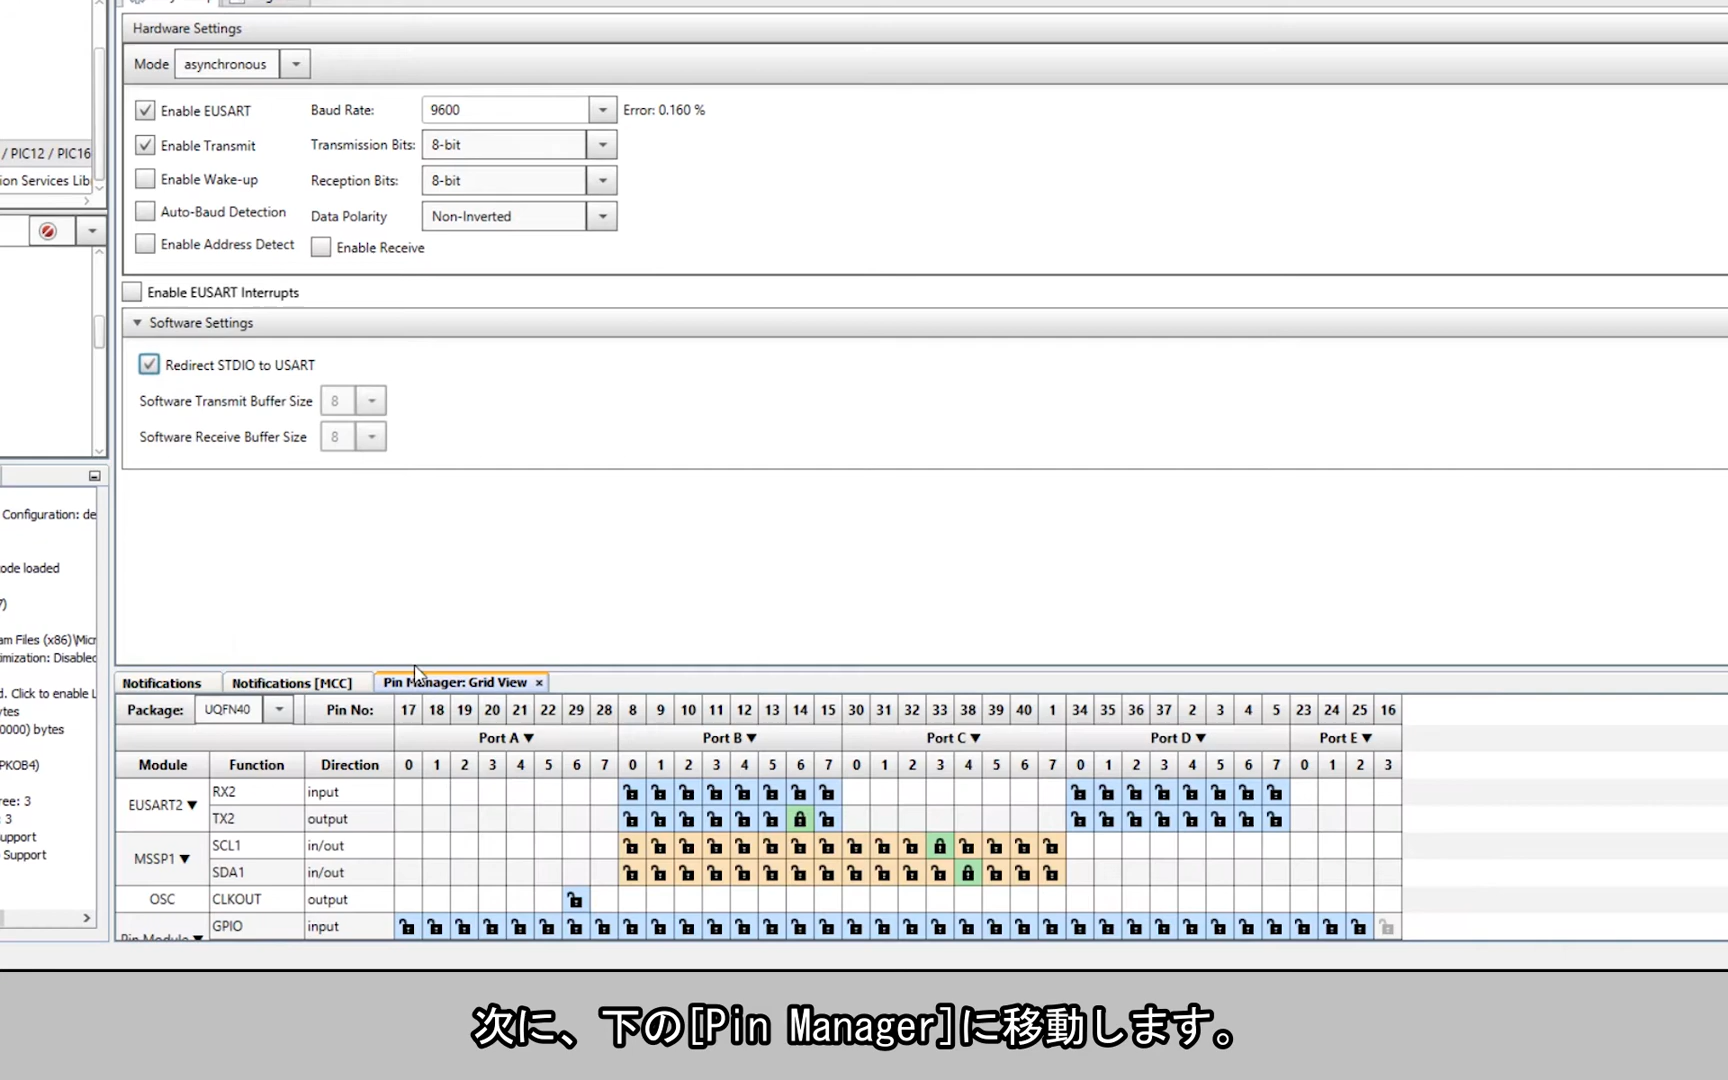 Hardware Settings
Mode asynchronous
Enable EUSART Baud Rate: 9600 Error: 0.160 %
Enable Transmit Transmission Bits: 8-bit
/ PIC12 / PIC16
Enable Wake-up Reception Bits: 8-bit
ion Services Lib
Auto-Baud Detection Data Polarity Non-Inverted
Enable Address Detect Enable Receive
Enable EUSART Interrupts
Software Settings
Redirect STDIO to USART
Software Transmit Buffer Size 8
Software Receive Buffer Size 8
Configuration: de
ode loaded
7)
am Files (x86)\Micr
imization: Disabled
d. Click to enable L
ytes
0000) bytes
PKOB4)
ree: 3
: 3
upport
Support
Notifications Notifications [MCC] Pin Manager: Grid View ×
Package: UQFN40 Pin No: 17 18 19 20 21 22 29 28 8 9 10 11 12 13 14 15 30 31 32 33 38 39 40 1 34 35 36 37 2 3 4 5 23 24 25 16
Port A ▼ Port B ▼ Port C ▼ Port D ▼ Port E ▼
Module Function Direction 0 1 2 3 4 5 6 7 0 1 2 3 4 5 6 7 0 1 2 3 4 5 6 7 0 1 2 3 4 5 6 7 0 1 2 3
EUSART2 ▼ RX2 input
TX2 output
MSSP1 ▼ SCL1 in/out
SDA1 in/out
OSC CLKOUT output
Pin Module ▼ GPIO input
次に、下の[Pin Manager]に移動します。